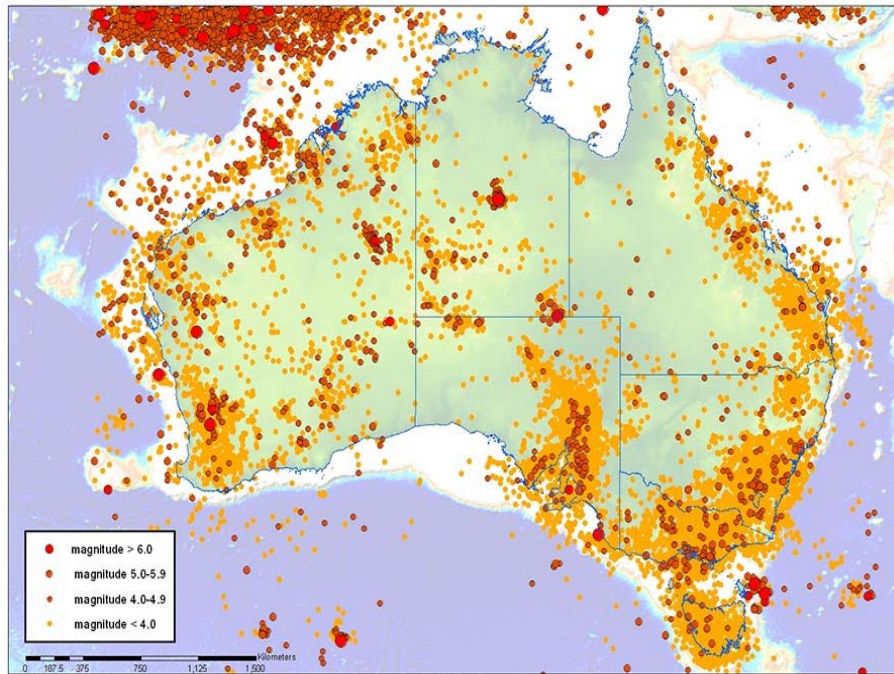 magnitude > 6.0
magnitude 5.0-5.9
magnitude 4.0-4.9
magnitude < 4.0
Kilometers
0 187.5 375 750 1,125 1,500